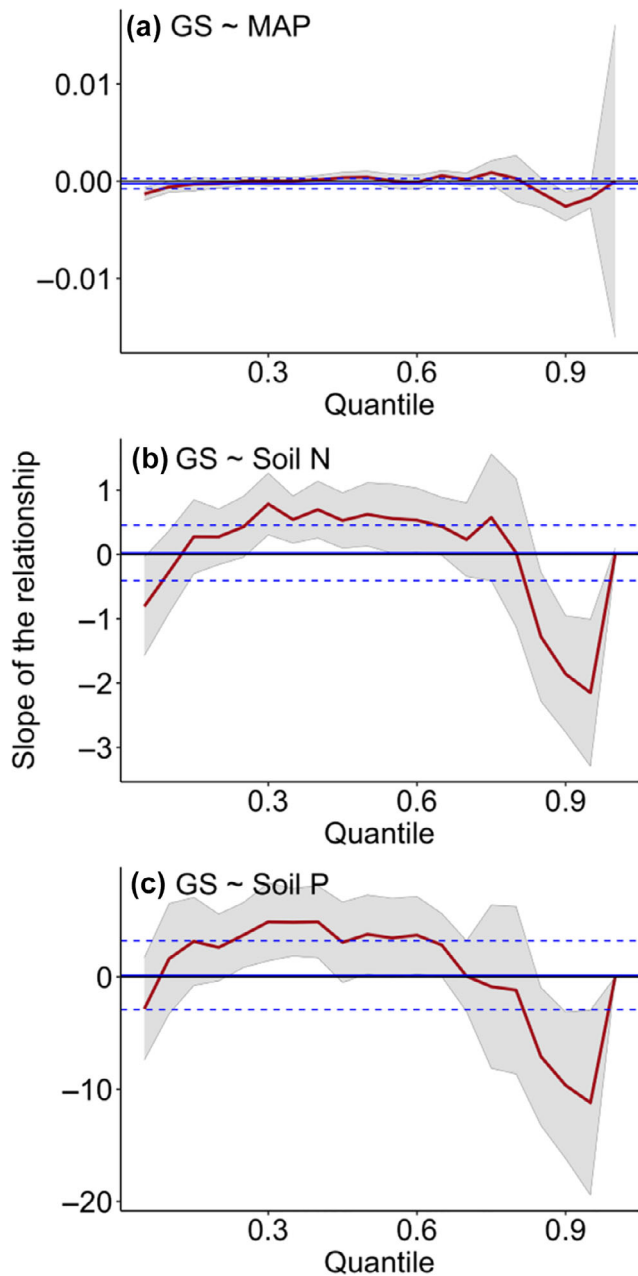 (a) GS ~ MAP
0.01
0.00
–0.01
0.3 0.6 0.9
Quantile
Slope of the relationship
(b) GS ~ Soil N
1
0
–1
–2
–3
0.3 0.6 0.9
Quantile
(c) GS ~ Soil P
0
–10
–20
0.3 0.6 0.9
Quantile